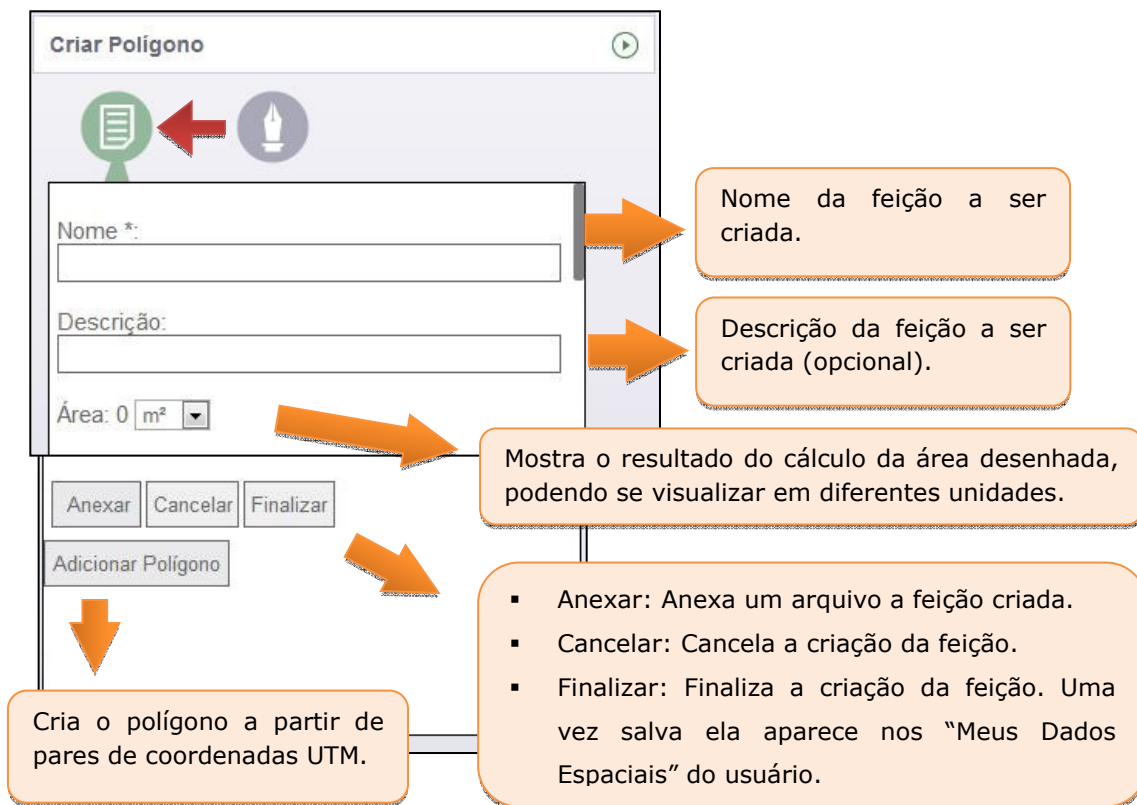 Criar Polígono
Nome *:
Nome da feição a ser
criada.
Descrição:
Descrição da feição a ser
criada (opcional).
Área: 0 m²
Mostra o resultado do cálculo da área desenhada,
podendo se visualizar em diferentes unidades.
Anexar Cancelar Finalizar
Adicionar Polígono
▪ Anexar: Anexa um arquivo a feição criada.
▪ Cancelar: Cancela a criação da feição.
▪ Finalizar: Finaliza a criação da feição. Uma
vez salva ela aparece nos “Meus Dados
Espaciais” do usuário.
Cria o polígono a partir de
pares de coordenadas UTM.